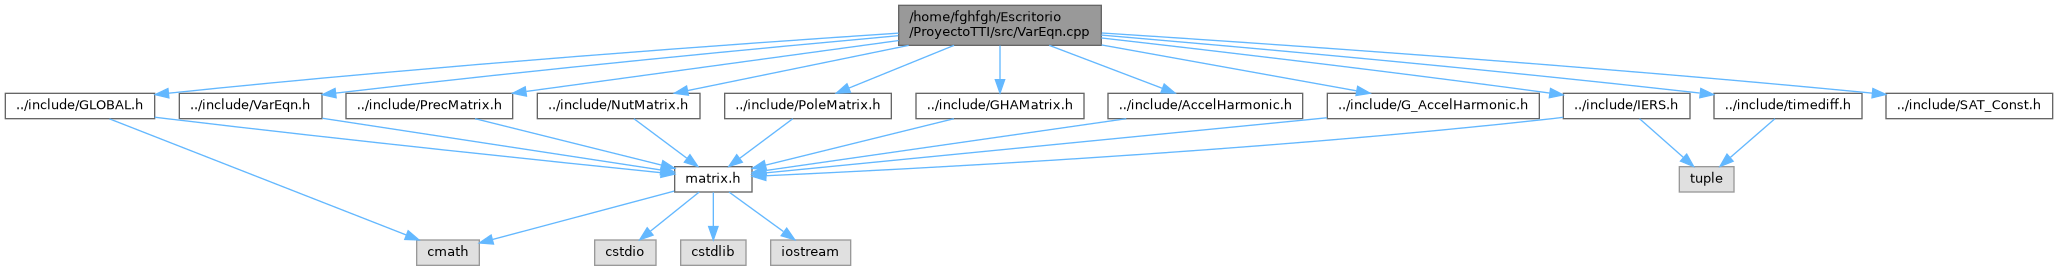 /home/fghfgh/Escritorio
/ProyectoTTI/src/VarEqn.cpp
../include/GLOBAL.h
../include/VarEqn.h
../include/PrecMatrix.h
../include/NutMatrix.h
../include/PoleMatrix.h
../include/GHAMatrix.h
../include/AccelHarmonic.h
../include/G_AccelHarmonic.h
../include/IERS.h
../include/timediff.h
../include/SAT_Const.h
matrix.h
tuple
cmath
cstdio
cstdlib
iostream